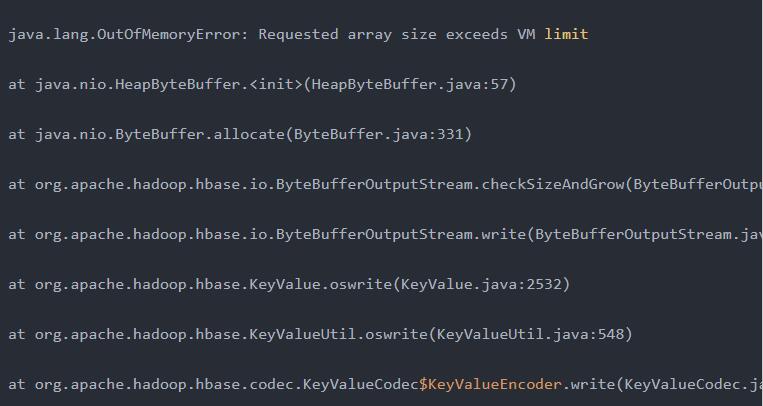 java.lang.OutOfMemoryError: Requested array size exceeds VM limit
at java.nio.HeapByteBuffer.<init>(HeapByteBuffer.java:57)
at java.nio.ByteBuffer.allocate(ByteBuffer.java:331)
at org.apache.hadoop.hbase.io.ByteBufferOutputStream.checkSizeAndGrow(ByteBufferOutpu
at org.apache.hadoop.hbase.io.ByteBufferOutputStream.write(ByteBufferOutputStream.jav
at org.apache.hadoop.hbase.KeyValue.oswrite(KeyValue.java:2532)
at org.apache.hadoop.hbase.KeyValueUtil.oswrite(KeyValueUtil.java:548)
at org.apache.hadoop.hbase.codec.KeyValueCodec$KeyValueEncoder.write(KeyValueCodec.ja